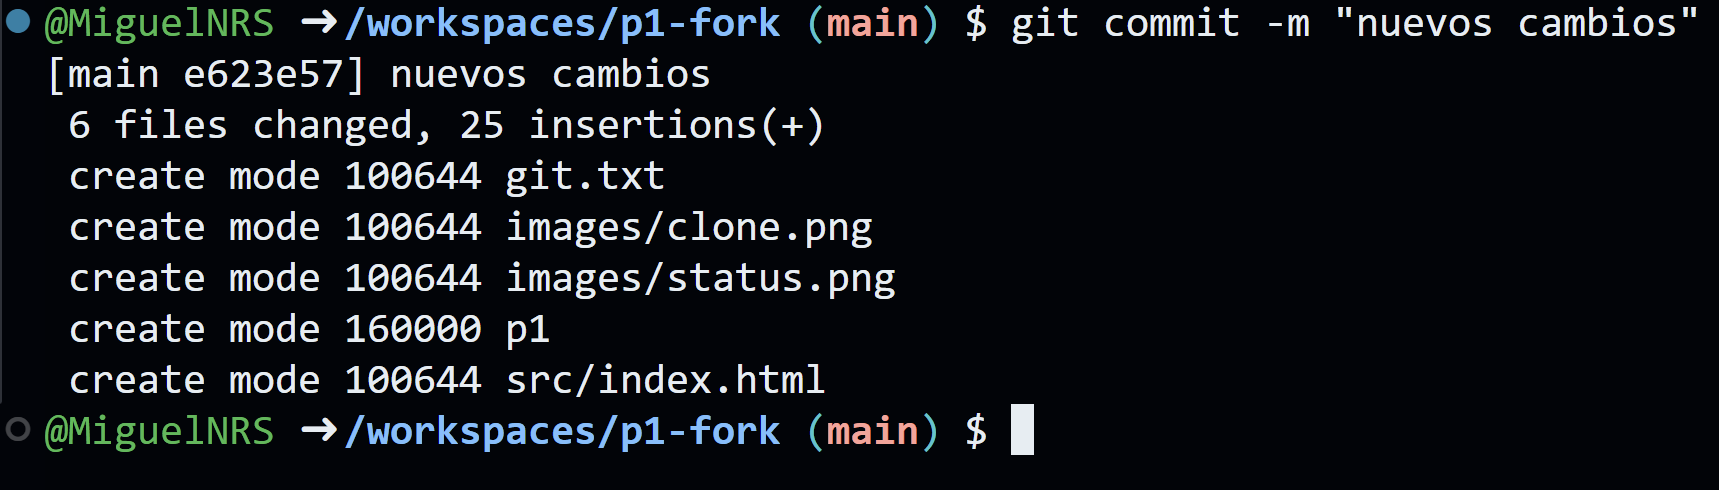 @MiguelNRS ➜/workspaces/p1-fork (main) $ git commit -m "nuevos cambios"
[main e623e57] nuevos cambios
 6 files changed, 25 insertions(+)
 create mode 100644 git.txt
 create mode 100644 images/clone.png
 create mode 100644 images/status.png
 create mode 160000 p1
 create mode 100644 src/index.html
@MiguelNRS ➜/workspaces/p1-fork (main) $